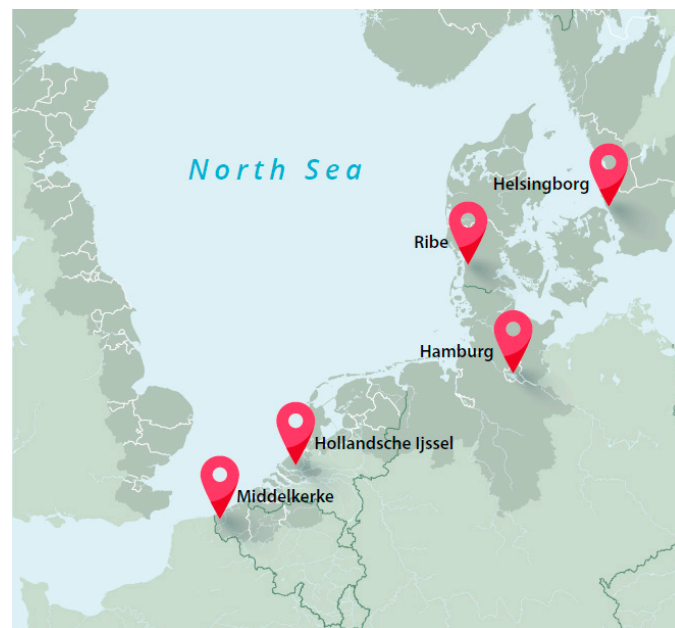 North Sea
Helsingborg
Ribe
Hamburg
Hollandsche Ijssel
Middelkerke